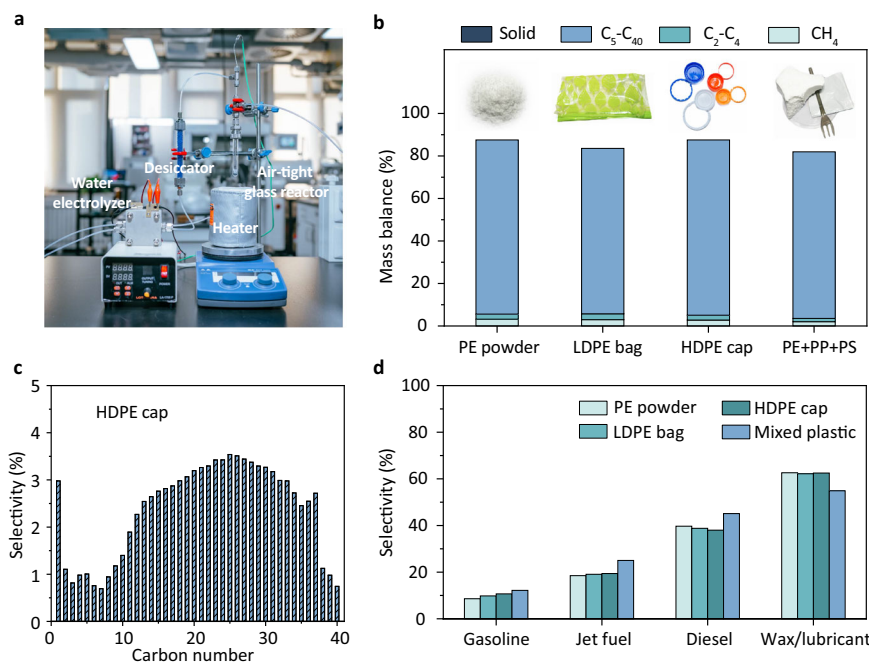 a
Water
electrolyzer
Desiccator
Heater
Air-tight
glass reactor
b
Solid
C₅-C₄₀
C₂-C₄
CH₄
Mass balance (%)
100
80
60
40
20
0
PE powder
LDPE bag
HDPE cap
PE+PP+PS
c
HDPE cap
Selectivity (%)
5
4
3
2
1
0
0
10
20
30
40
Carbon number
d
PE powder
HDPE cap
LDPE bag
Mixed plastic
Selectivity (%)
100
80
60
40
20
0
Gasoline
Jet fuel
Diesel
Wax/lubricant